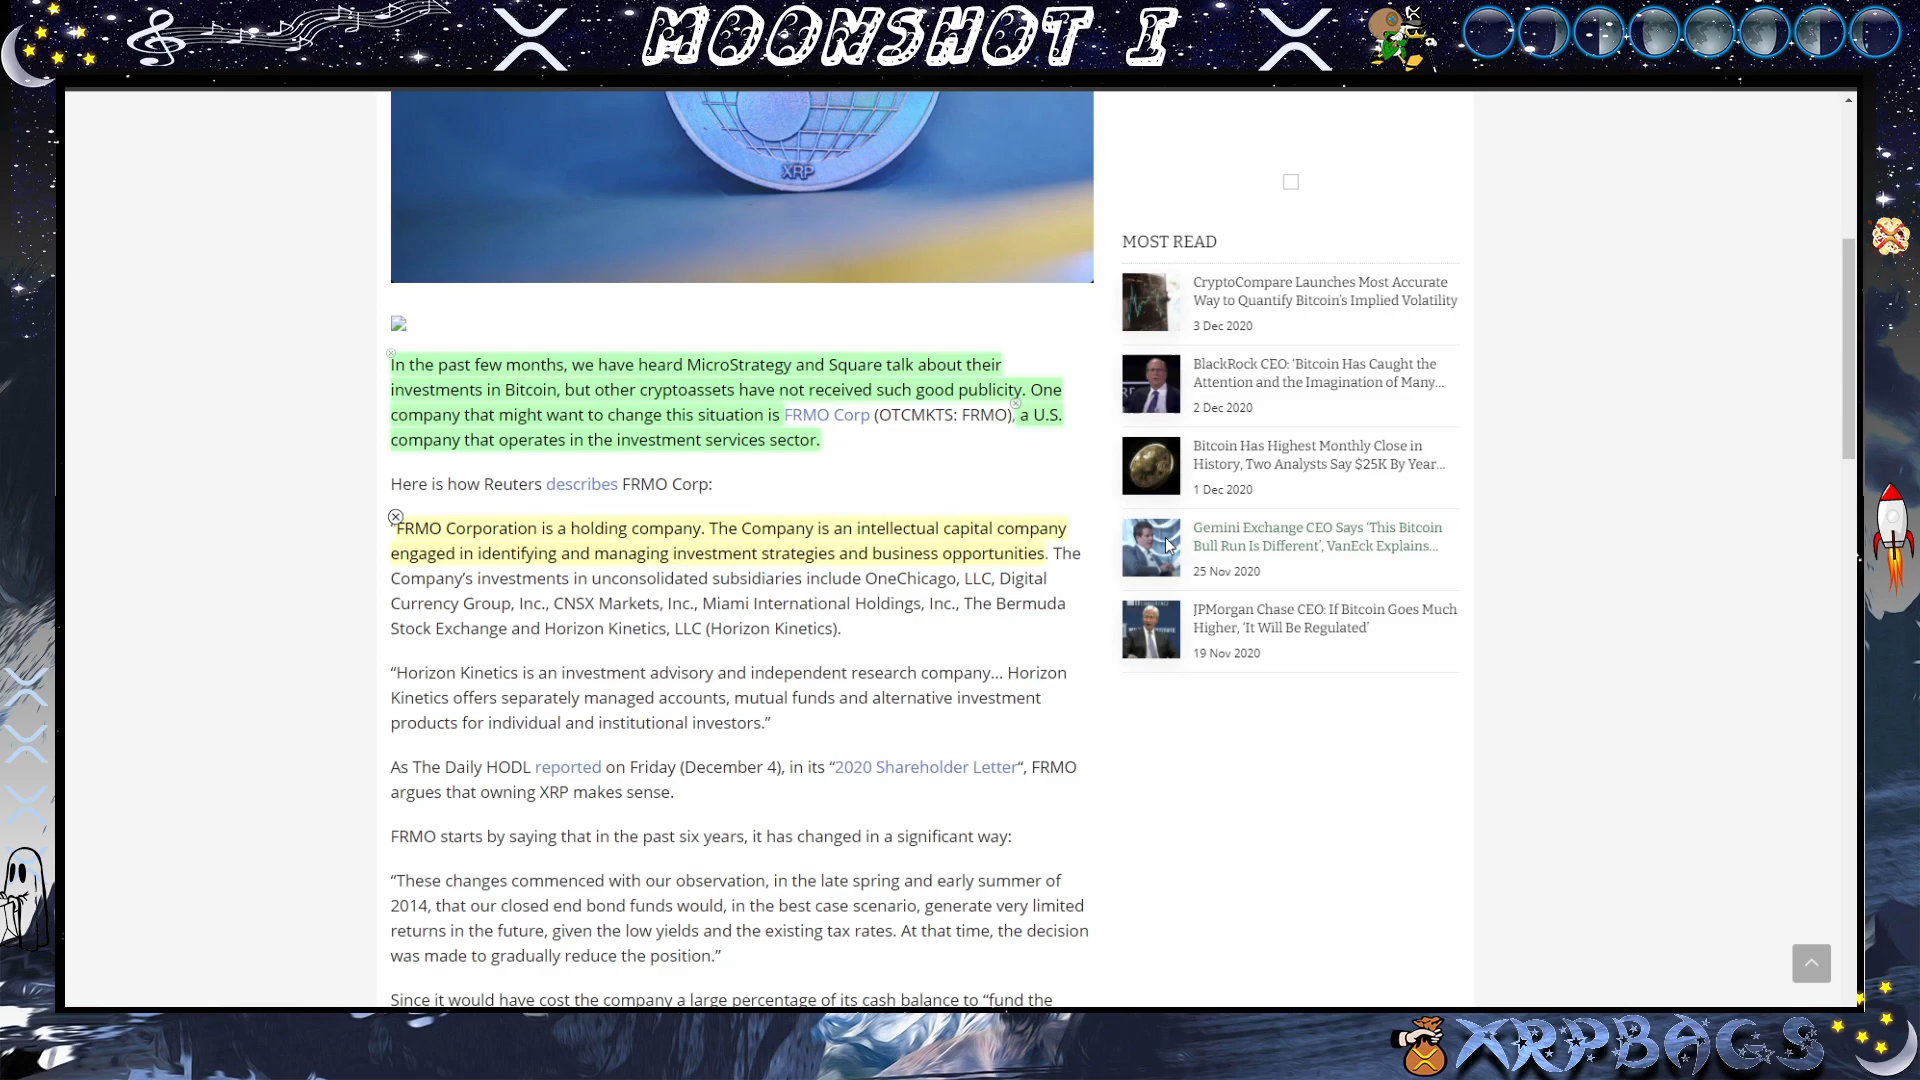 MOONSHOT I
XRP
In the past few months, we have heard MicroStrategy and Square talk about their
investments in Bitcoin, but other cryptoassets have not received such good publicity. One
company that might want to change this situation is FRMO Corp (OTCMKTS: FRMO), a U.S.
company that operates in the investment services sector.
Here is how Reuters describes FRMO Corp:
“FRMO Corporation is a holding company. The Company is an intellectual capital company
engaged in identifying and managing investment strategies and business opportunities. The
Company’s investments in unconsolidated subsidiaries include OneChicago, LLC, Digital
Currency Group, Inc., CNSX Markets, Inc., Miami International Holdings, Inc., The Bermuda
Stock Exchange and Horizon Kinetics, LLC (Horizon Kinetics).
“Horizon Kinetics is an investment advisory and independent research company… Horizon
Kinetics offers separately managed accounts, mutual funds and alternative investment
products for individual and institutional investors.”
As The Daily HODL reported on Friday (December 4), in its “2020 Shareholder Letter“, FRMO
argues that owning XRP makes sense.
FRMO starts by saying that in the past six years, it has changed in a significant way:
“These changes commenced with our observation, in the late spring and early summer of
2014, that our closed end bond funds would, in the best case scenario, generate very limited
returns in the future, given the low yields and the existing tax rates. At that time, the decision
was made to gradually reduce the position.”
Since it would have cost the company a large percentage of its cash balance to “fund the
MOST READ
CryptoCompare Launches Most Accurate
Way to Quantify Bitcoin’s Implied Volatility
3 Dec 2020
BlackRock CEO: ‘Bitcoin Has Caught the
Attention and the Imagination of Many...
2 Dec 2020
Bitcoin Has Highest Monthly Close in
History, Two Analysts Say $25K By Year...
1 Dec 2020
Gemini Exchange CEO Says ‘This Bitcoin
Bull Run Is Different’, VanEck Explains...
25 Nov 2020
JPMorgan Chase CEO: If Bitcoin Goes Much
Higher, ‘It Will Be Regulated’
19 Nov 2020
XRPBAGS